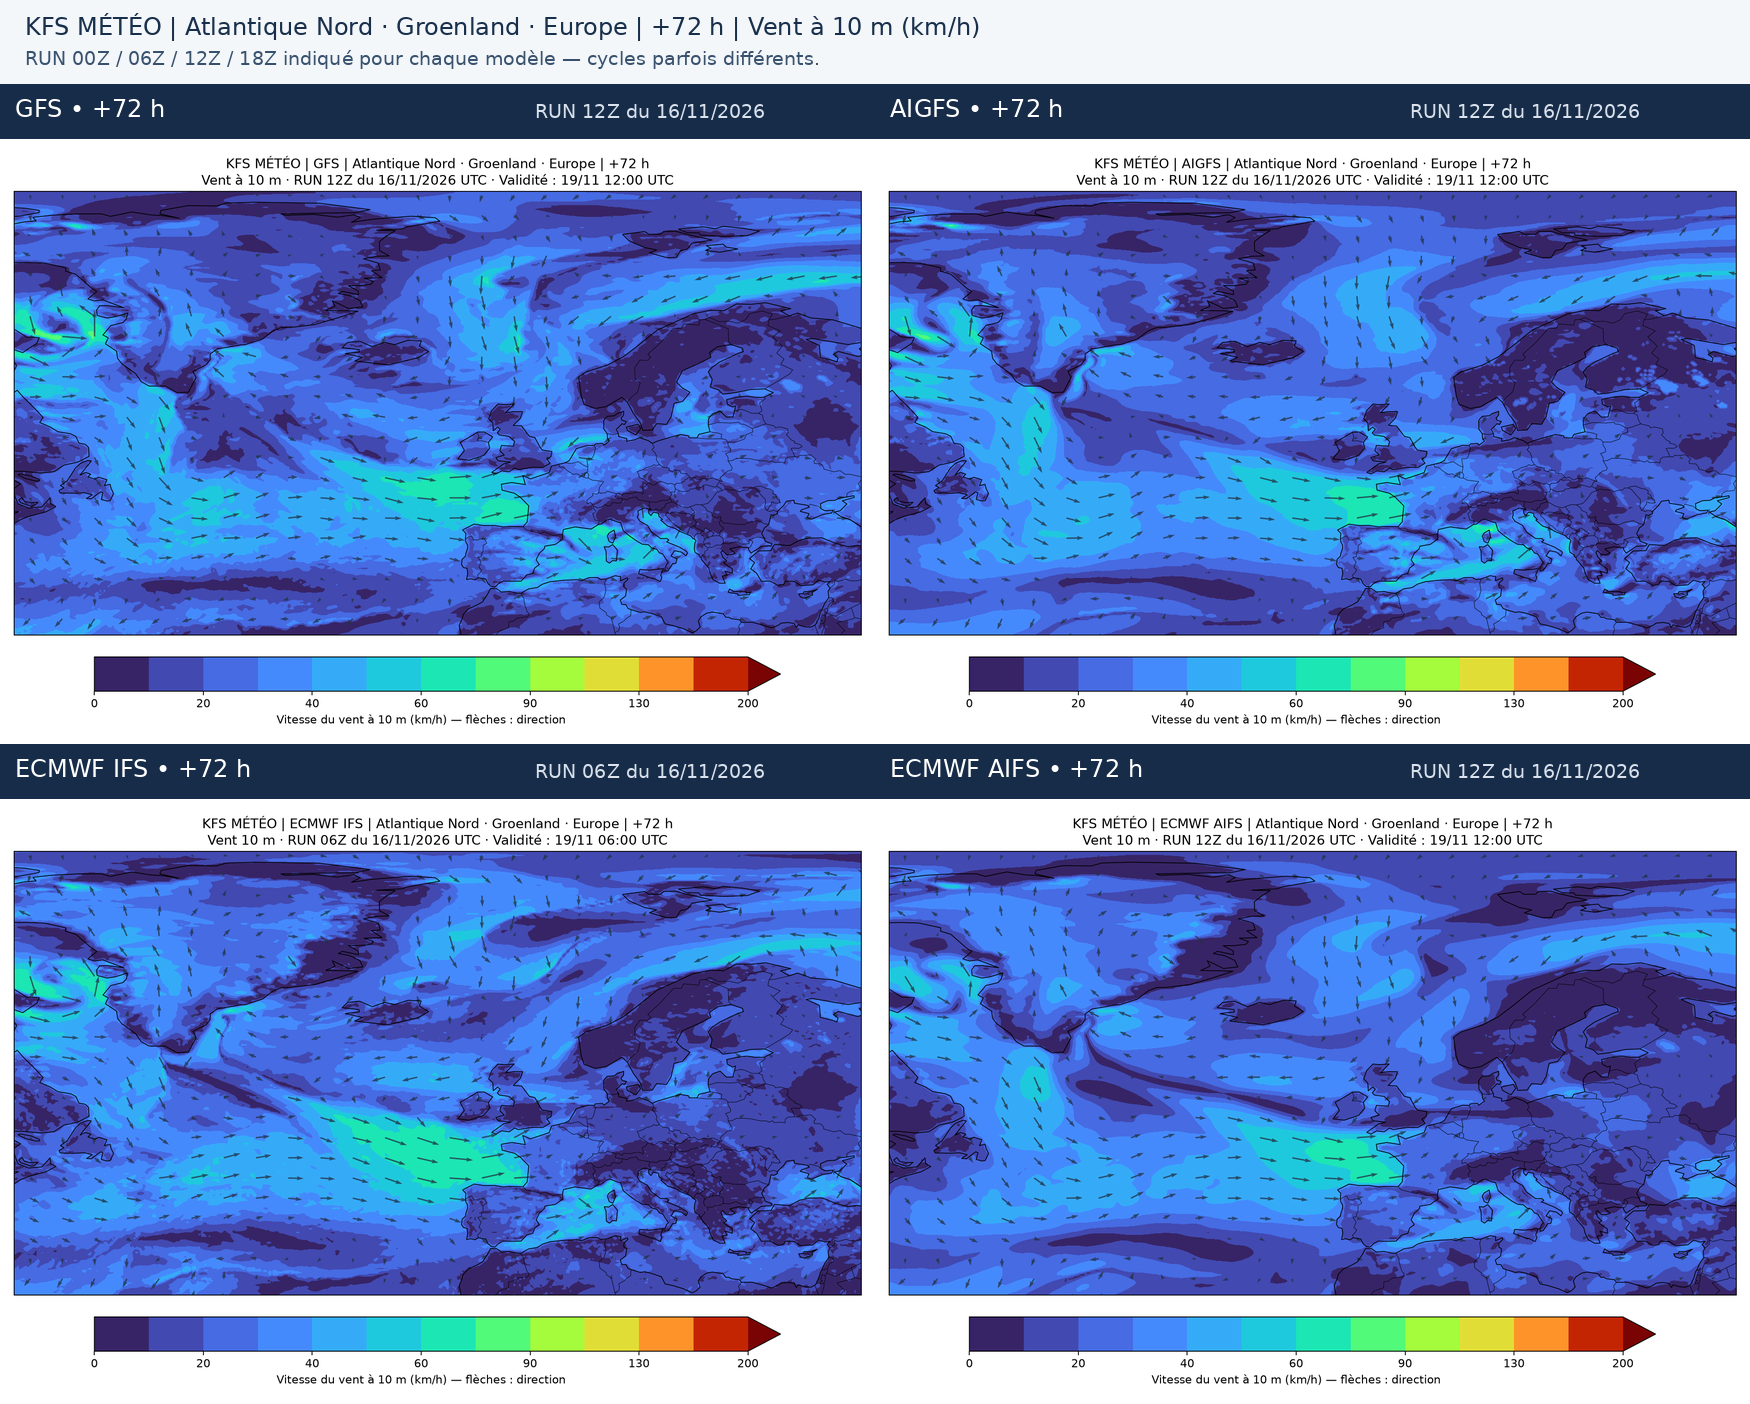 KFS MÉTÉO | Atlantique Nord · Groenland · Europe | +72 h | Vent à 10 m (km/h)
RUN 00Z / 06Z / 12Z / 18Z indiqué pour chaque modèle — cycles parfois différents.
GFS • +72 h
RUN 12Z du 16/11/2026
KFS MÉTÉO | GFS | Atlantique Nord · Groenland · Europe | +72 h
Vent à 10 m · RUN 12Z du 16/11/2026 UTC · Validité : 19/11 12:00 UTC
0 20 40 60 90 130 200
Vitesse du vent à 10 m (km/h) — flèches : direction
AIGFS • +72 h
RUN 12Z du 16/11/2026
KFS MÉTÉO | AIGFS | Atlantique Nord · Groenland · Europe | +72 h
Vent à 10 m · RUN 12Z du 16/11/2026 UTC · Validité : 19/11 12:00 UTC
0 20 40 60 90 130 200
Vitesse du vent à 10 m (km/h) — flèches : direction
ECMWF IFS • +72 h
RUN 06Z du 16/11/2026
KFS MÉTÉO | ECMWF IFS | Atlantique Nord · Groenland · Europe | +72 h
Vent 10 m · RUN 06Z du 16/11/2026 UTC · Validité : 19/11 06:00 UTC
0 20 40 60 90 130 200
Vitesse du vent à 10 m (km/h) — flèches : direction
ECMWF AIFS • +72 h
RUN 12Z du 16/11/2026
KFS MÉTÉO | ECMWF AIFS | Atlantique Nord · Groenland · Europe | +72 h
Vent 10 m · RUN 12Z du 16/11/2026 UTC · Validité : 19/11 12:00 UTC
0 20 40 60 90 130 200
Vitesse du vent à 10 m (km/h) — flèches : direction